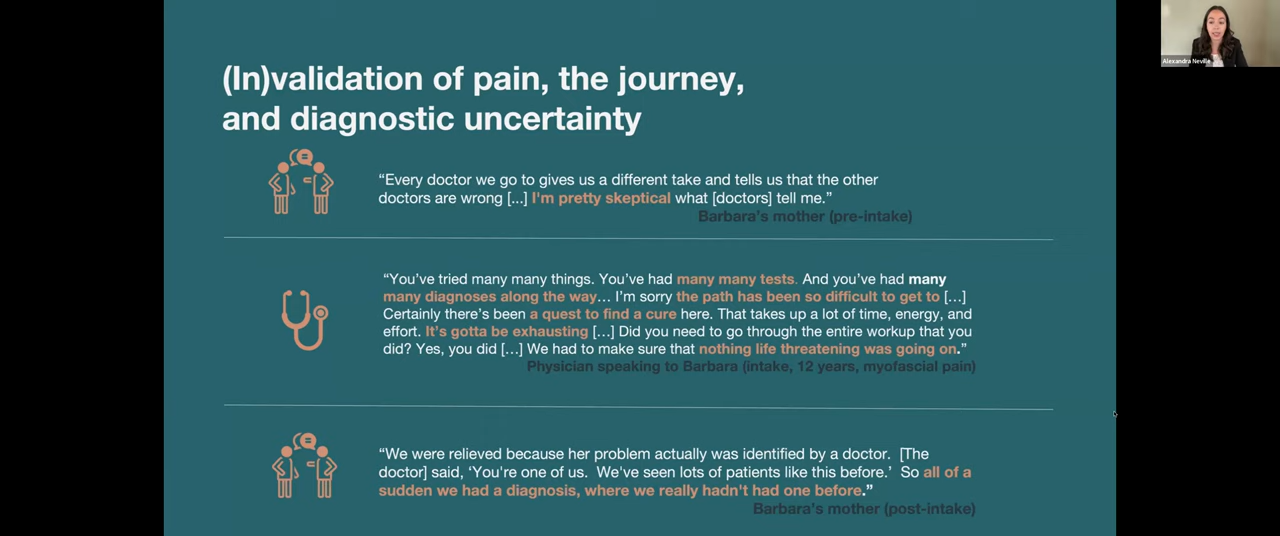 Alexandra Neville
(In)validation of pain, the journey,
and diagnostic uncertainty
“Every doctor we go to gives us a different take and tells us that the other
doctors are wrong [...] I'm pretty skeptical what [doctors] tell me.”
Barbara’s mother (pre-intake)
“You’ve tried many many things. You’ve had many many tests. And you’ve had many
many diagnoses along the way… I’m sorry the path has been so difficult to get to […]
Certainly there’s been a quest to find a cure here. That takes up a lot of time, energy, and
effort. It’s gotta be exhausting […] Did you need to go through the entire workup that you
did? Yes, you did […] We had to make sure that nothing life threatening was going on.”
Physician speaking to Barbara (intake, 12 years, myofascial pain)
“We were relieved because her problem actually was identified by a doctor. [The
doctor] said, ‘You're one of us. We've seen lots of patients like this before.’ So all of a
sudden we had a diagnosis, where we really hadn't had one before.”
Barbara’s mother (post-intake)